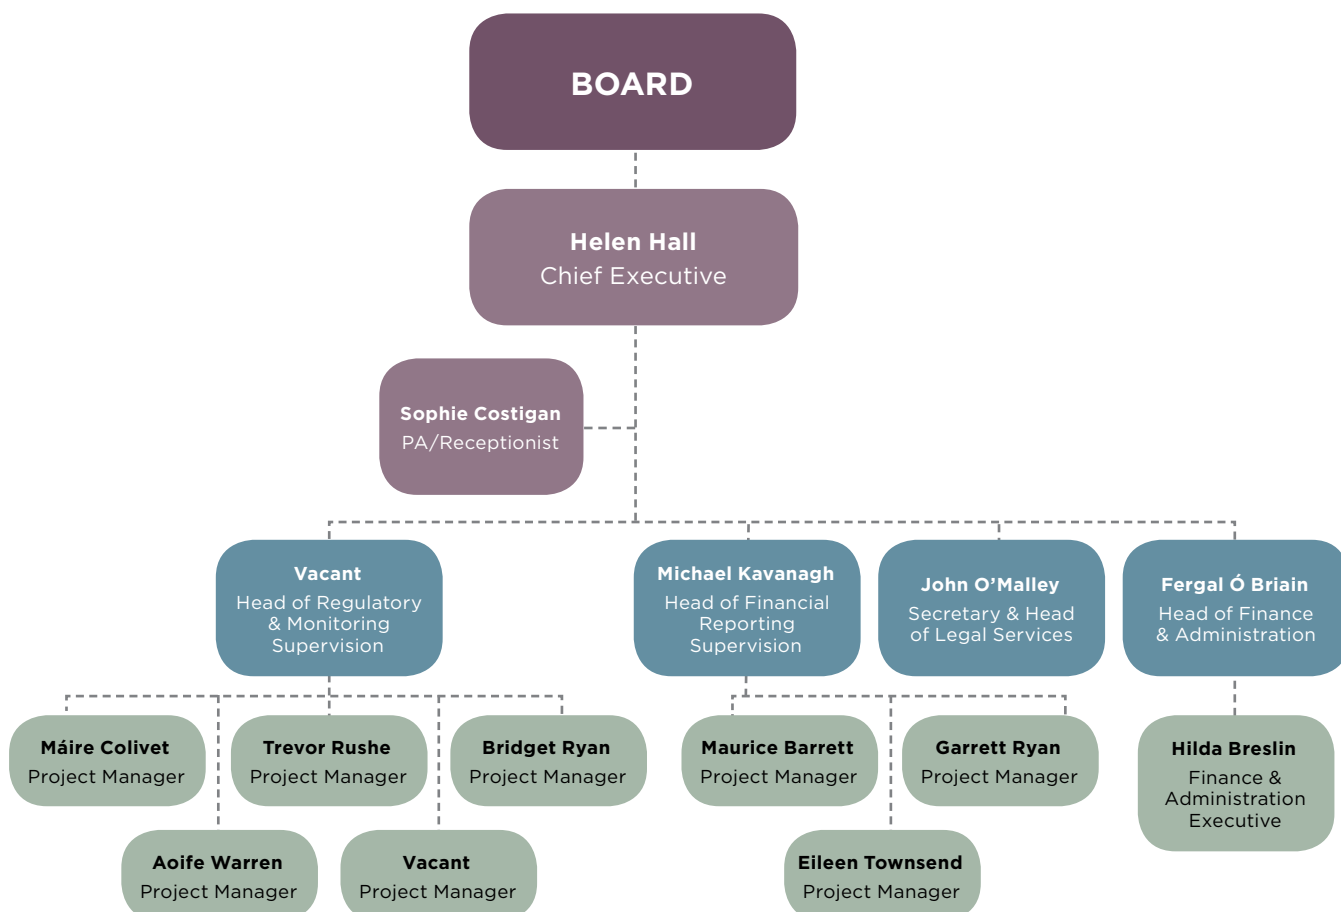 BOARD
Helen Hall
Chief Executive
Sophie Costigan
PA/Receptionist
Vacant
Head of Regulatory
& Monitoring
Supervision
Michael Kavanagh
Head of Financial
Reporting
Supervision
John O’Malley
Secretary & Head
of Legal Services
Fergal Ó Briain
Head of Finance
& Administration
Máire Colivet
Project Manager
Trevor Rushe
Project Manager
Bridget Ryan
Project Manager
Maurice Barrett
Project Manager
Garrett Ryan
Project Manager
Hilda Breslin
Finance &
Administration
Executive
Aoife Warren
Project Manager
Vacant
Project Manager
Eileen Townsend
Project Manager